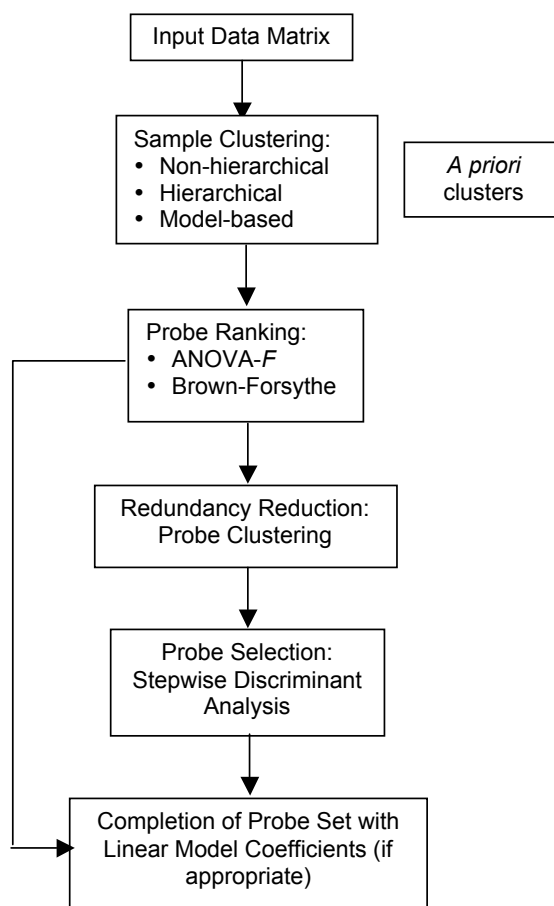 Input Data Matrix
Sample Clustering:
• Non-hierarchical
• Hierarchical
• Model-based
A priori
clusters
Probe Ranking:
• ANOVA-F
• Brown-Forsythe
Redundancy Reduction:
Probe Clustering
Probe Selection:
Stepwise Discriminant
Analysis
Completion of Probe Set with
Linear Model Coefficients (if
appropriate)